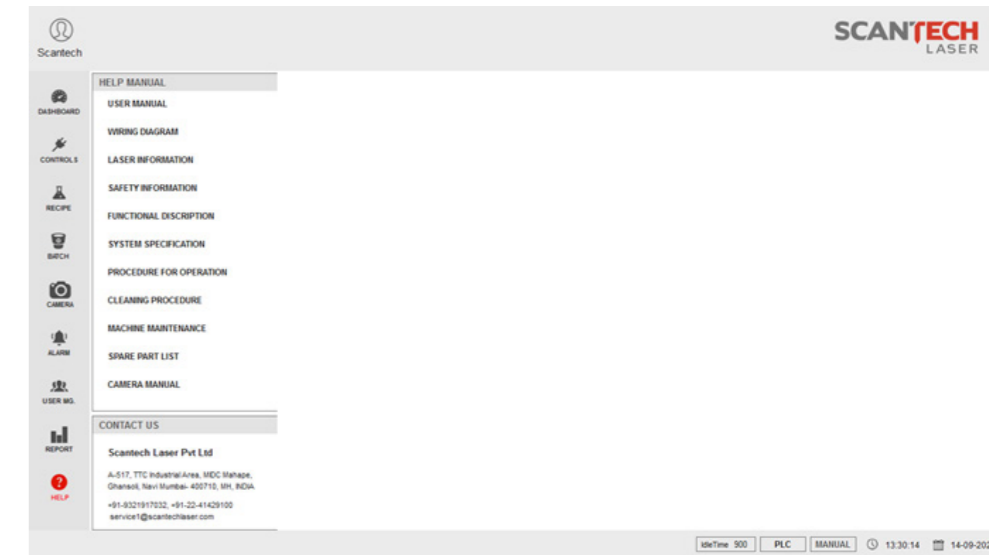 Scantech
SCANTECH
LASER
DASHBOARD
CONTROLS
RECIPE
BATCH
CAMERA
ALARM
USER MG.
REPORT
HELP
HELP MANUAL
USER MANUAL
WIRING DIAGRAM
LASER INFORMATION
SAFETY INFORMATION
FUNCTIONAL DISCRIPTION
SYSTEM SPECIFICATION
PROCEDURE FOR OPERATION
CLEANING PROCEDURE
MACHINE MAINTENANCE
SPARE PART LIST
CAMERA MANUAL
CONTACT US
Scantech Laser Pvt Ltd
A-517, TTC Industrial Area, MIDC Mahape,
Ghansoli, Navi Mumbai- 400710, MH, INDIA.
+91-9321917032, +91-22-41429100
service1@scantechlaser.com
IdleTime 900 PLC MANUAL 13:30:14 14-09-202